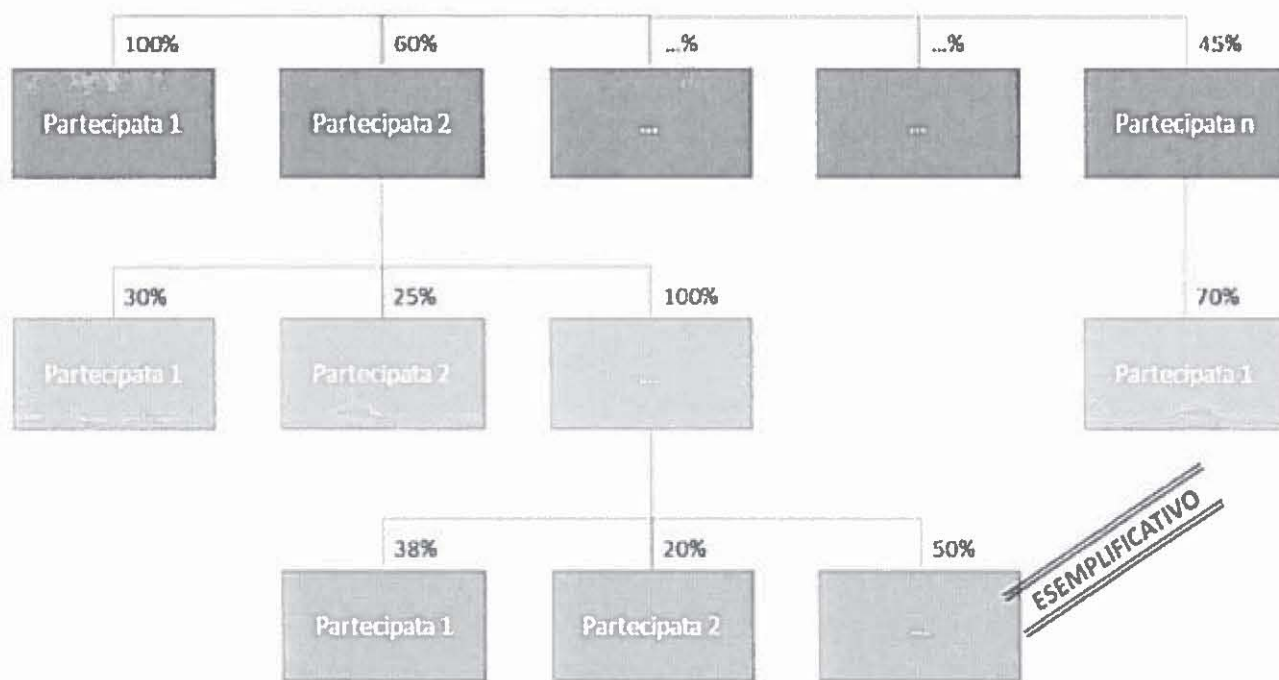 100%
60%
...%
...%
45%
Partecipata 1
Partecipata 2
...
...
Partecipata n
30%
25%
100%
70%
Partecipata 1
Partecipata 2
...
Partecipata 1
38%
20%
50%
Partecipata 1
Partecipata 2
...
ESEMPLIFICATIVO